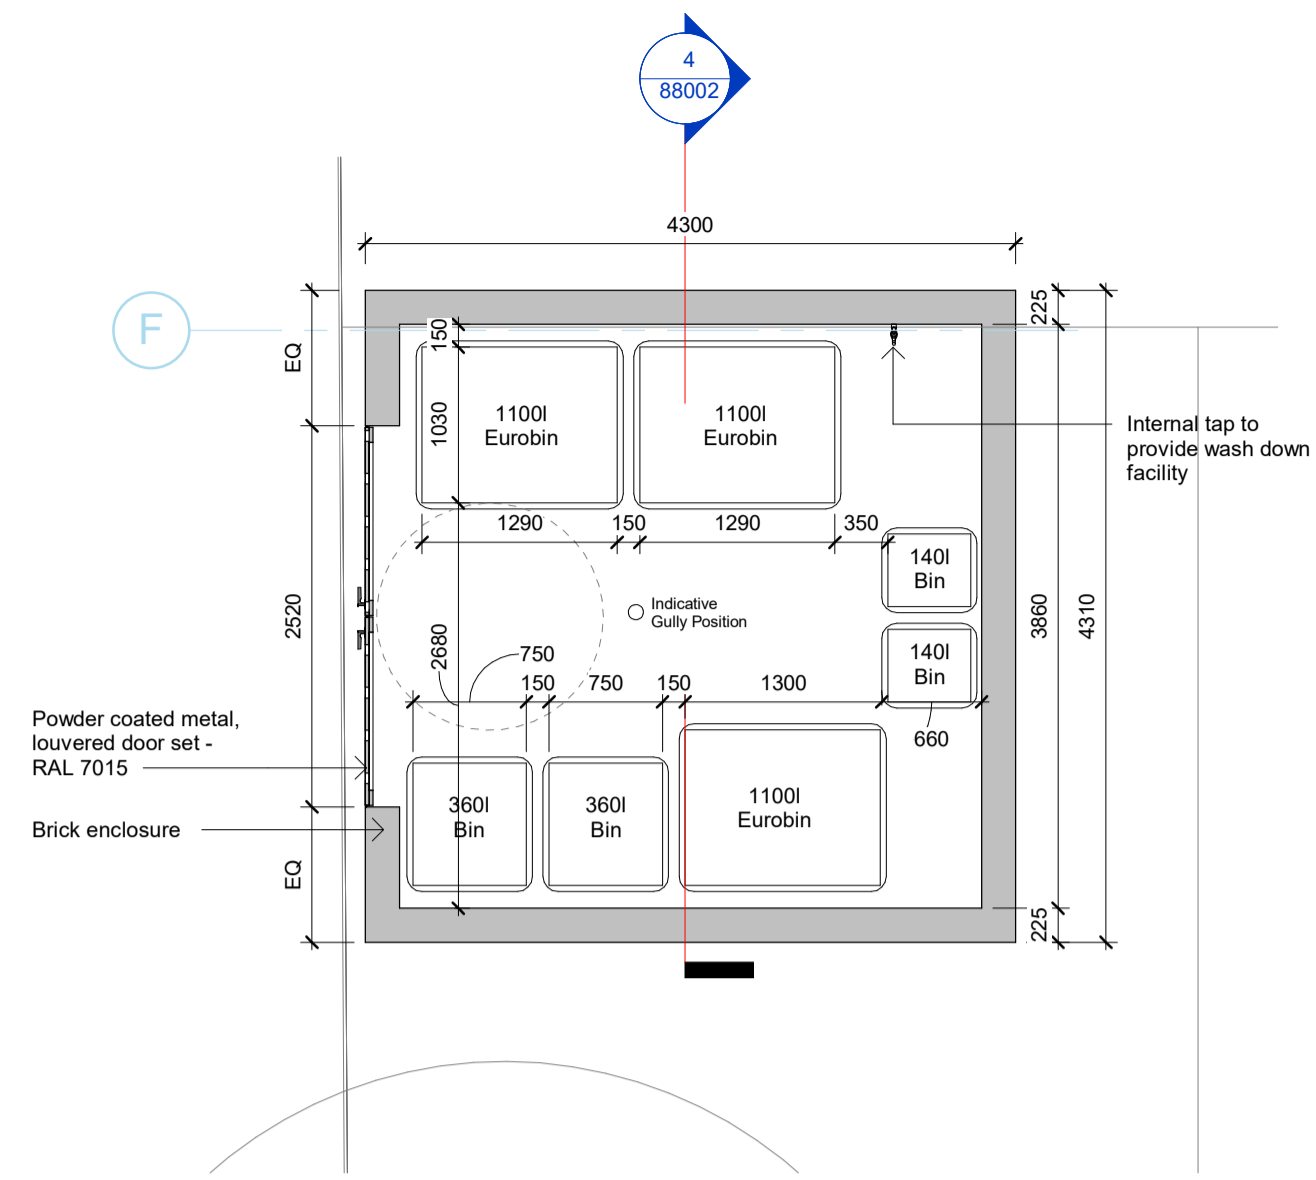 4
88002
4300
F
EQ
150
225
1030
1100l
Eurobin
1100l
Eurobin
Internal tap to
provide wash down
facility
1290
150
1290
350
140l
Bin
2520
Indicative
Gully Position
3860
4310
2680
750
140l
Bin
150
750
150
1300
660
Powder coated metal,
louvered door set -
RAL 7015
360l
Bin
360l
Bin
1100l
Eurobin
Brick enclosure
EQ
225